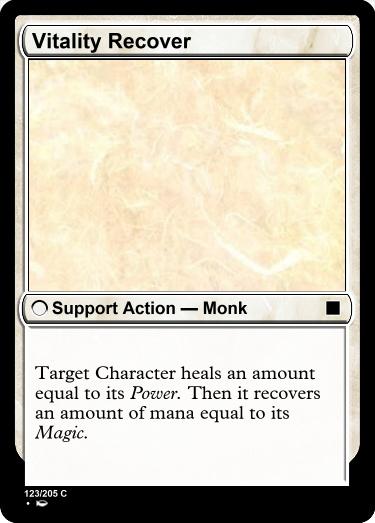 Vitality Recover
Support Action — Monk
Target Character heals an amount
equal to its Power. Then it recovers
an amount of mana equal to its
Magic.
123/205 C